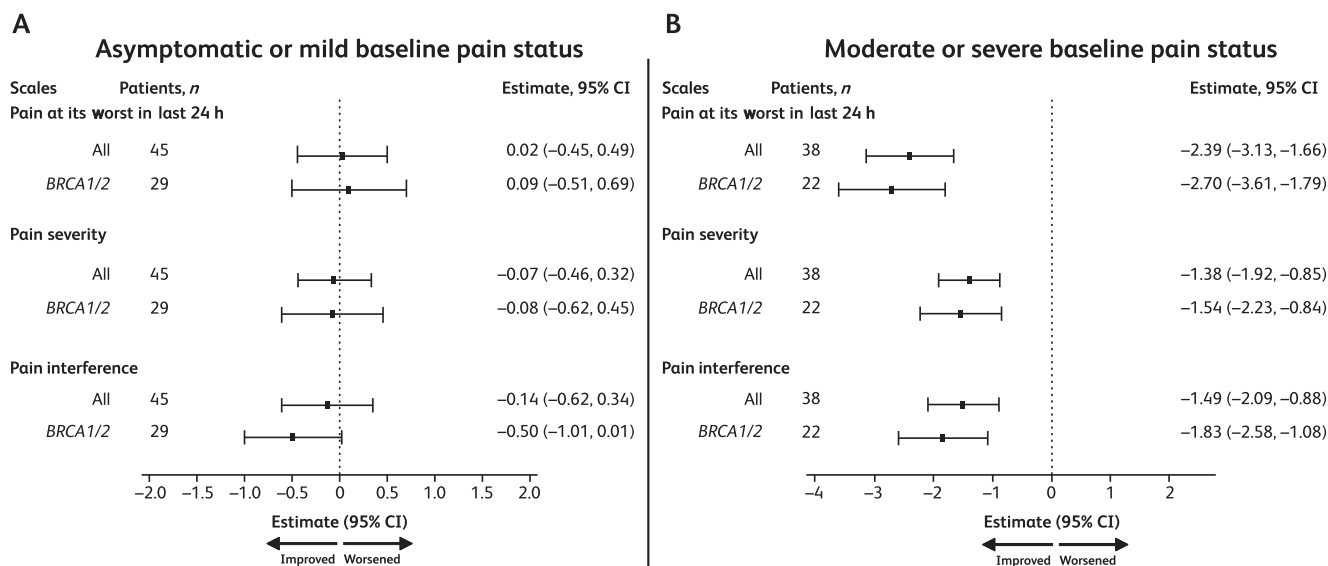 A
Asymptomatic or mild baseline pain status
Scales Patients, n Estimate, 95% CI
Pain at its worst in last 24 h
All 45 0.02 (−0.45, 0.49)
BRCA1/2 29 0.09 (−0.51, 0.69)
Pain severity
All 45 −0.07 (−0.46, 0.32)
BRCA1/2 29 −0.08 (−0.62, 0.45)
Pain interference
All 45 −0.14 (−0.62, 0.34)
BRCA1/2 29 −0.50 (−1.01, 0.01)
−2.0 −1.5 −1.0 −0.5 0 0.5 1.0 1.5 2.0
Estimate (95% CI)
Improved Worsened
B
Moderate or severe baseline pain status
Scales Patients, n Estimate, 95% CI
Pain at its worst in last 24 h
All 38 −2.39 (−3.13, −1.66)
BRCA1/2 22 −2.70 (−3.61, −1.79)
Pain severity
All 38 −1.38 (−1.92, −0.85)
BRCA1/2 22 −1.54 (−2.23, −0.84)
Pain interference
All 38 −1.49 (−2.09, −0.88)
BRCA1/2 22 −1.83 (−2.58, −1.08)
−4 −3 −2 −1 0 1 2
Estimate (95% CI)
Improved Worsened